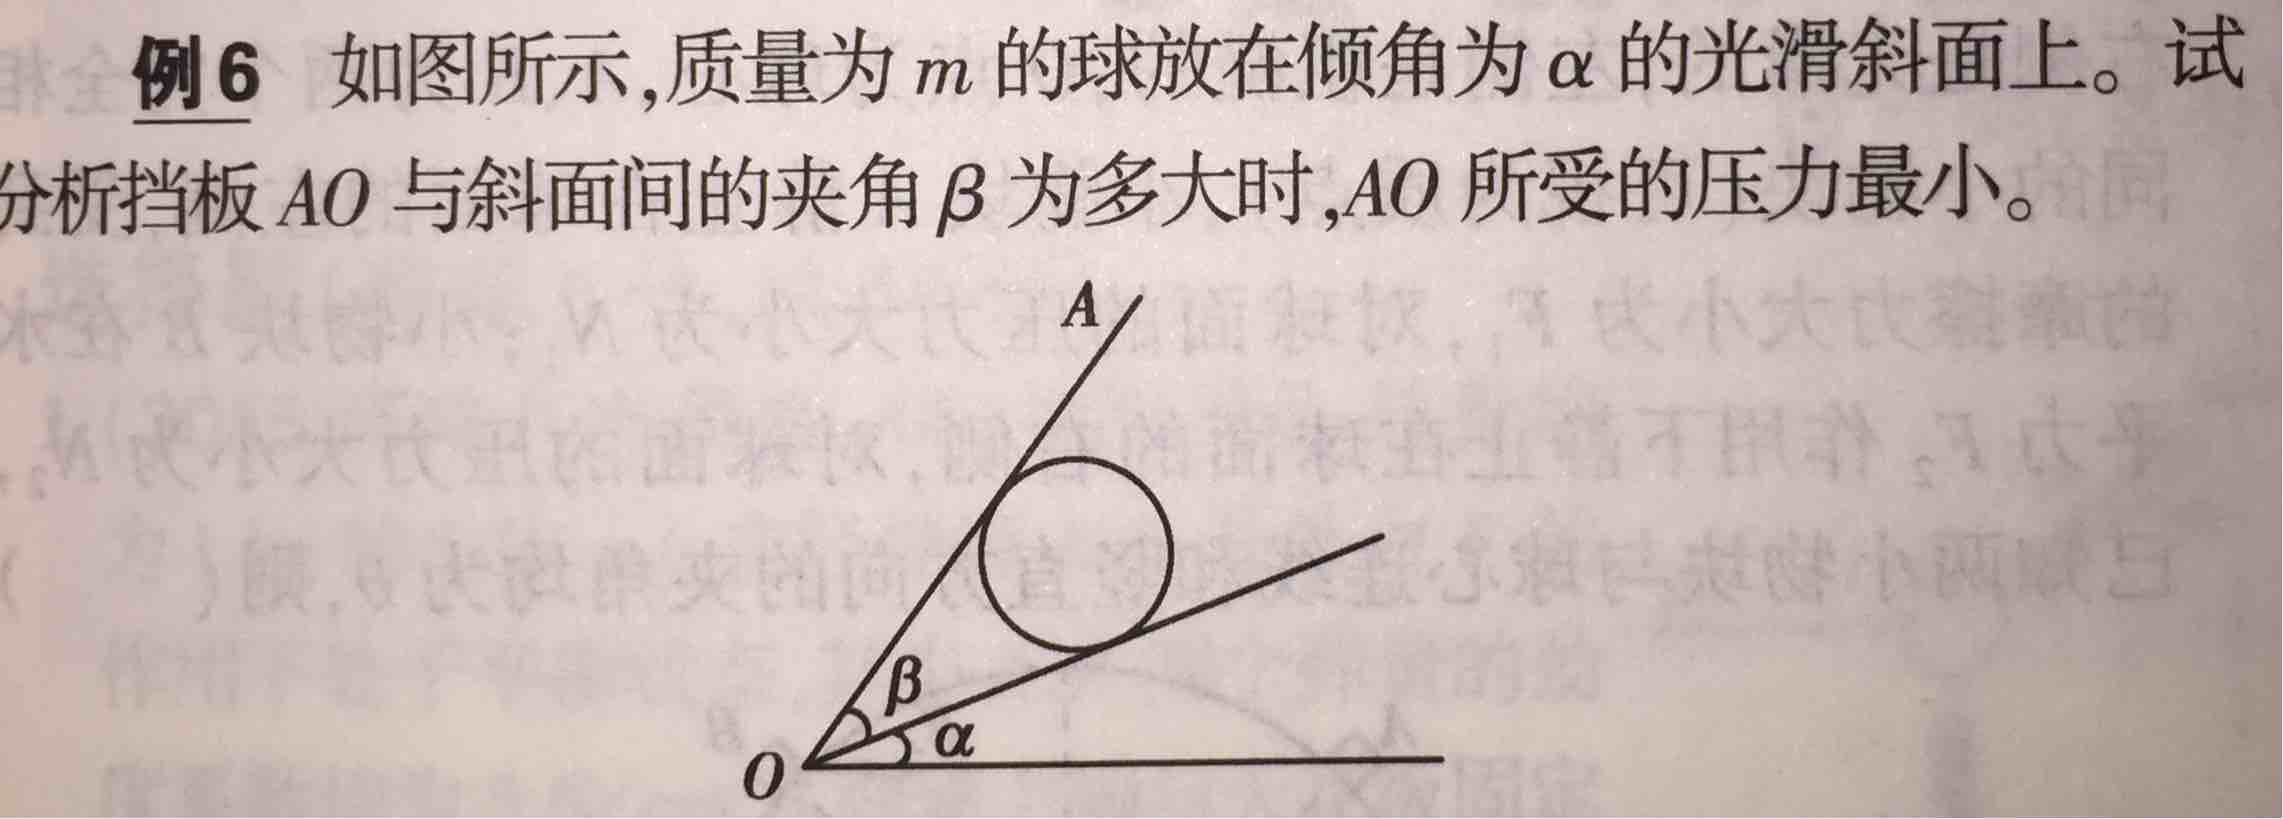 例6 如图所示,质量为 m 的球放在倾角为 α 的光滑斜面上。试
分析挡板 AO 与斜面间的夹角 β 为多大时,AO 所受的压力最小。
A
β
α
O